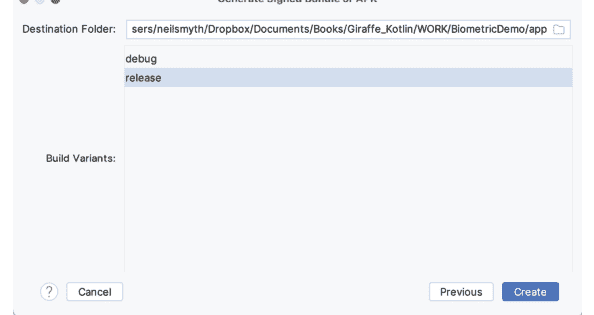 Generate Signed Bundle or APK
Destination Folder: sers/neilsmyth/Dropbox/Documents/Books/Giraffe_Kotlin/WORK/BiometricDemo/app
debug
release
Build Variants:
? Cancel Previous Create